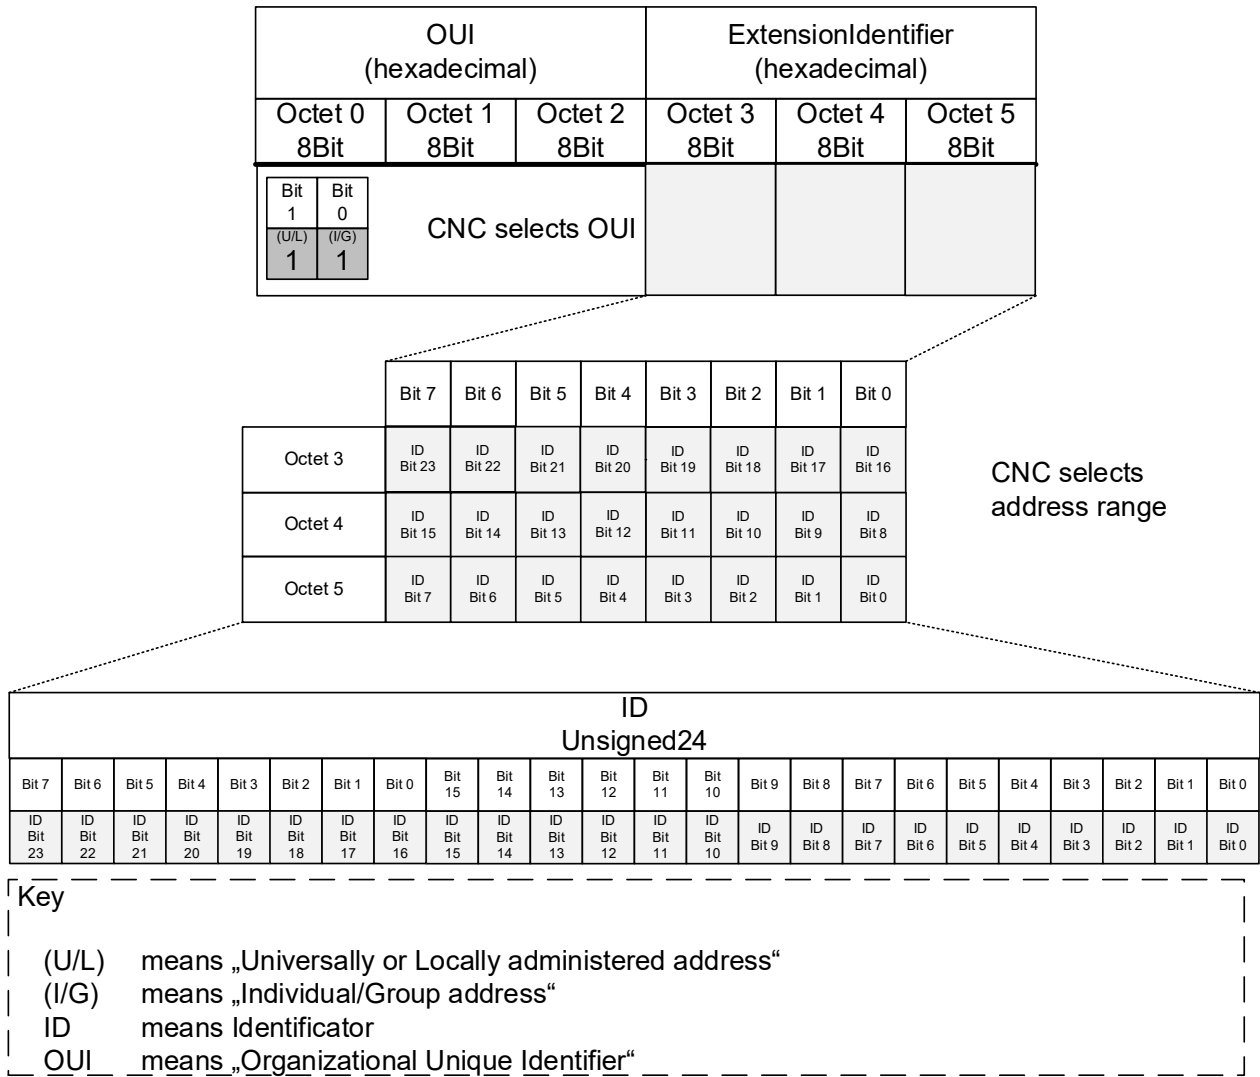 OUI
(hexadecimal)
ExtensionIdentifier
(hexadecimal)
Octet 0
8Bit
Octet 1
8Bit
Octet 2
8Bit
Octet 3
8Bit
Octet 4
8Bit
Octet 5
8Bit
Bit
1
Bit
0
(U/L)
1
(I/G)
1
CNC selects OUI
Bit 7 Bit 6 Bit 5 Bit 4 Bit 3 Bit 2 Bit 1 Bit 0
Octet 3
ID
Bit 23
ID
Bit 22
ID
Bit 21
ID
Bit 20
ID
Bit 19
ID
Bit 18
ID
Bit 17
ID
Bit 16
Octet 4
ID
Bit 15
ID
Bit 14
ID
Bit 13
ID
Bit 12
ID
Bit 11
ID
Bit 10
ID
Bit 9
ID
Bit 8
Octet 5
ID
Bit 7
ID
Bit 6
ID
Bit 5
ID
Bit 4
ID
Bit 3
ID
Bit 2
ID
Bit 1
ID
Bit 0
CNC selects
address range
ID
Unsigned24
Bit 7
Bit 6
Bit 5
Bit 4
Bit 3
Bit 2
Bit 1
Bit 0
Bit
15
Bit
14
Bit
13
Bit
12
Bit
11
Bit
10
Bit 9
Bit 8
Bit 7
Bit 6
Bit 5
Bit 4
Bit 3
Bit 2
Bit 1
Bit 0
ID
Bit
23
ID
Bit
22
ID
Bit
21
ID
Bit
20
ID
Bit
19
ID
Bit
18
ID
Bit
17
ID
Bit
16
ID
Bit
15
ID
Bit
14
ID
Bit
13
ID
Bit
12
ID
Bit
11
ID
Bit
10
ID
Bit 9
ID
Bit 8
ID
Bit 7
ID
Bit 6
ID
Bit 5
ID
Bit 4
ID
Bit 3
ID
Bit 2
ID
Bit 1
ID
Bit 0
Key
(U/L) means „Universally or Locally administered address“
(I/G) means „Individual/Group address“
ID means Identificator
OUI means „Organizational Unique Identifier“